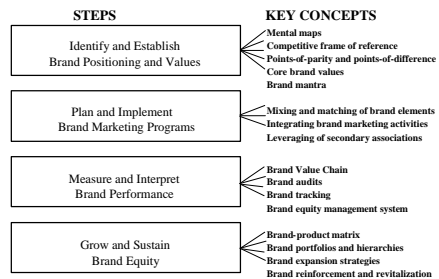 STEPS
KEY CONCEPTS
Identify and Establish
Brand Positioning and Values
Mental maps
Competitive frame of reference
Points-of-parity and points-of-difference
Core brand values
Brand mantra
Plan and Implement
Brand Marketing Programs
Mixing and matching of brand elements
Integrating brand marketing activities
Leveraging of secondary associations
Measure and Interpret
Brand Performance
Brand Value Chain
Brand audits
Brand tracking
Brand equity management system
Grow and Sustain
Brand Equity
Brand-product matrix
Brand portfolios and hierarchies
Brand expansion strategies
Brand reinforcement and revitalization